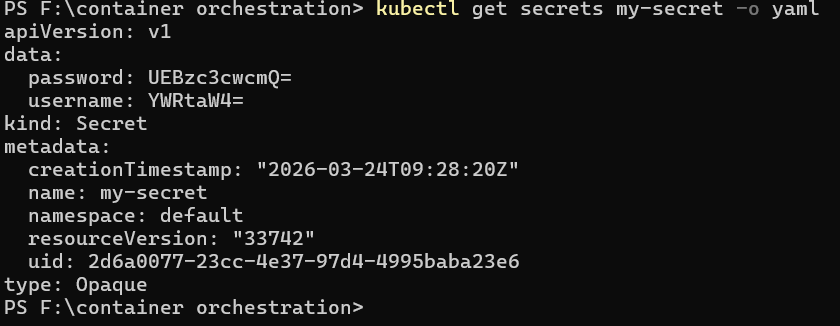 PS F:\container orchestration> kubectl get secrets my-secret -o yaml
apiVersion: v1
data:
  password: UEBzc3cwcmQ=
  username: YWRtaW4=
kind: Secret
metadata:
  creationTimestamp: "2026-03-24T09:28:20Z"
  name: my-secret
  namespace: default
  resourceVersion: "33742"
  uid: 2d6a0077-23cc-4e37-97d4-4995baba23e6
type: Opaque
PS F:\container orchestration>